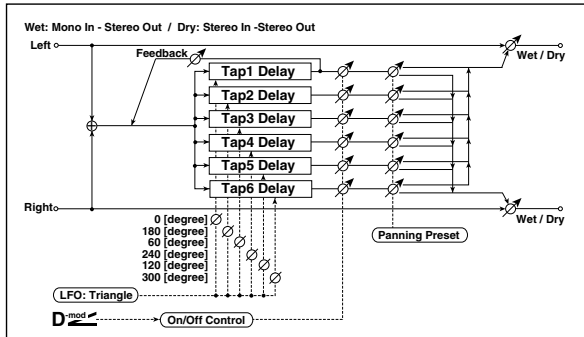 Wet: Mono In - Stereo Out / Dry: Stereo In -Stereo Out
Left
Feedback
Wet / Dry
Tap1 Delay
Tap2 Delay
Tap3 Delay
Tap4 Delay
Tap5 Delay
Tap6 Delay
Right
Wet / Dry
0 [degree]
180 [degree]
60 [degree]
240 [degree]
120 [degree]
300 [degree]
Panning Preset
LFO: Triangle
D-mod
On/Off Control